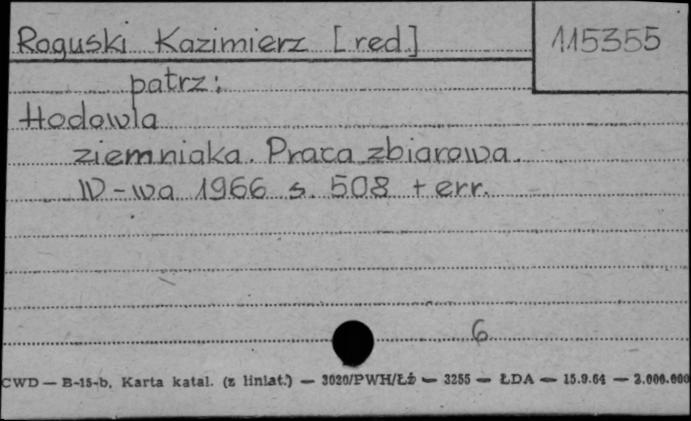 Roguski Kazimierz [red.]
115355
patrz:
Hodowla
ziemniaka. Praca zbiorowa.
W-wa 1966 s. 508 + err.
6
CWD — B-15-b, Karta katal. (z liniat.) — 3020/PWH/Łż — 3255 — ŁDA — 15.9.64 — 2.000.000